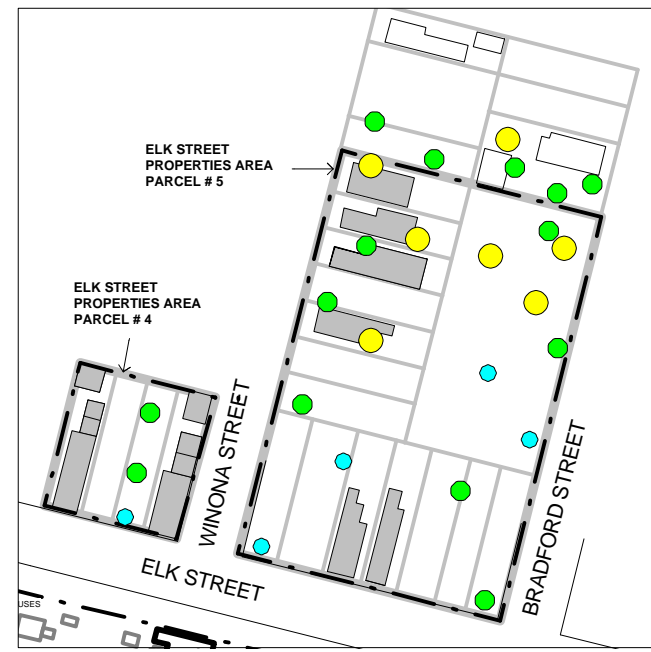 ELK STREET
PROPERTIES AREA
PARCEL # 5
ELK STREET
PROPERTIES AREA
PARCEL # 4
WINONA STREET
BRADFORD STREET
ELK STREET
USES